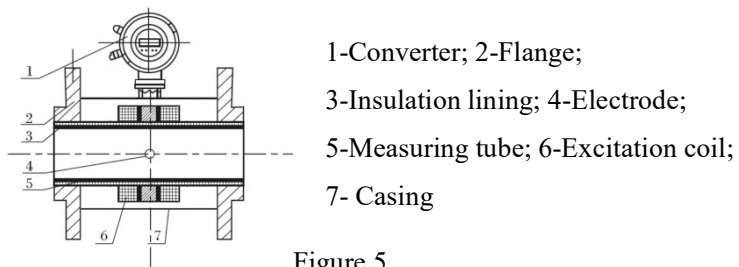 1
2
3
4
5
6
7
1-Converter; 2-Flange;
3-Insulation lining; 4-Electrode;
5-Measuring tube; 6-Excitation coil;
7- Casing
Figure 5